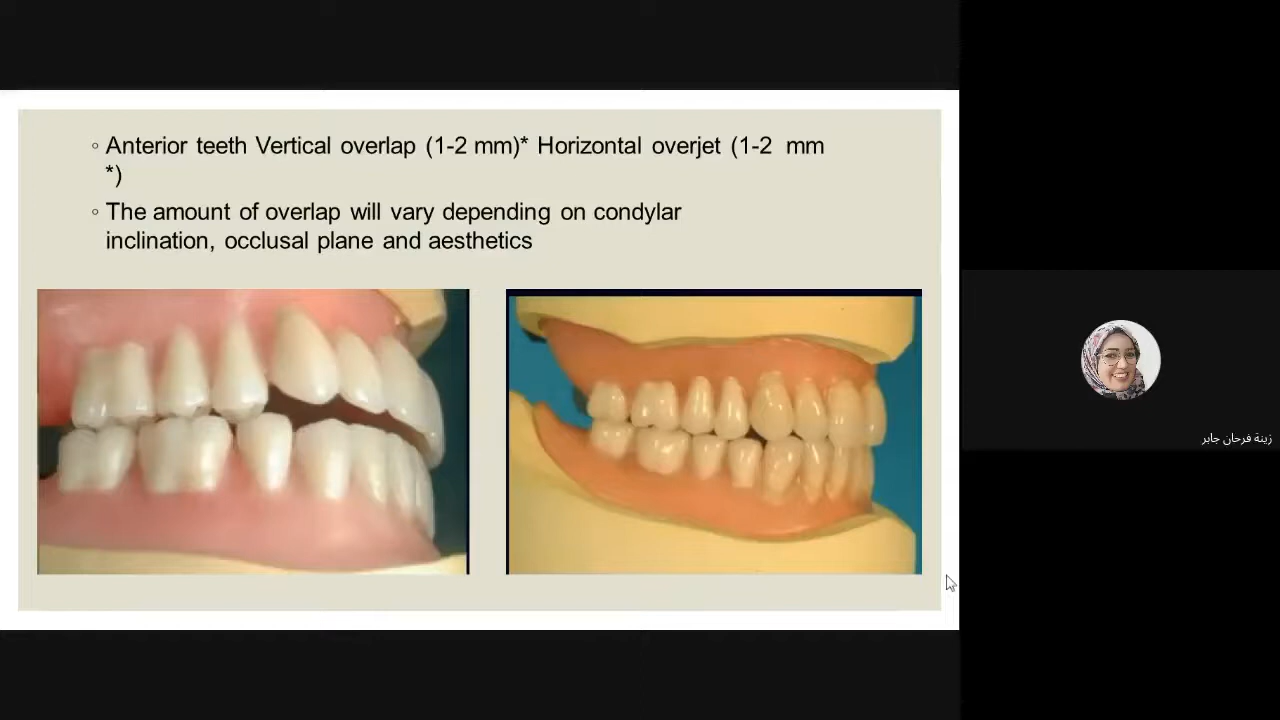 ◦ Anterior teeth Vertical overlap (1-2 mm)* Horizontal overjet (1-2 mm
*)
◦ The amount of overlap will vary depending on condylar
inclination, occlusal plane and aesthetics
زينة فرحان جابر